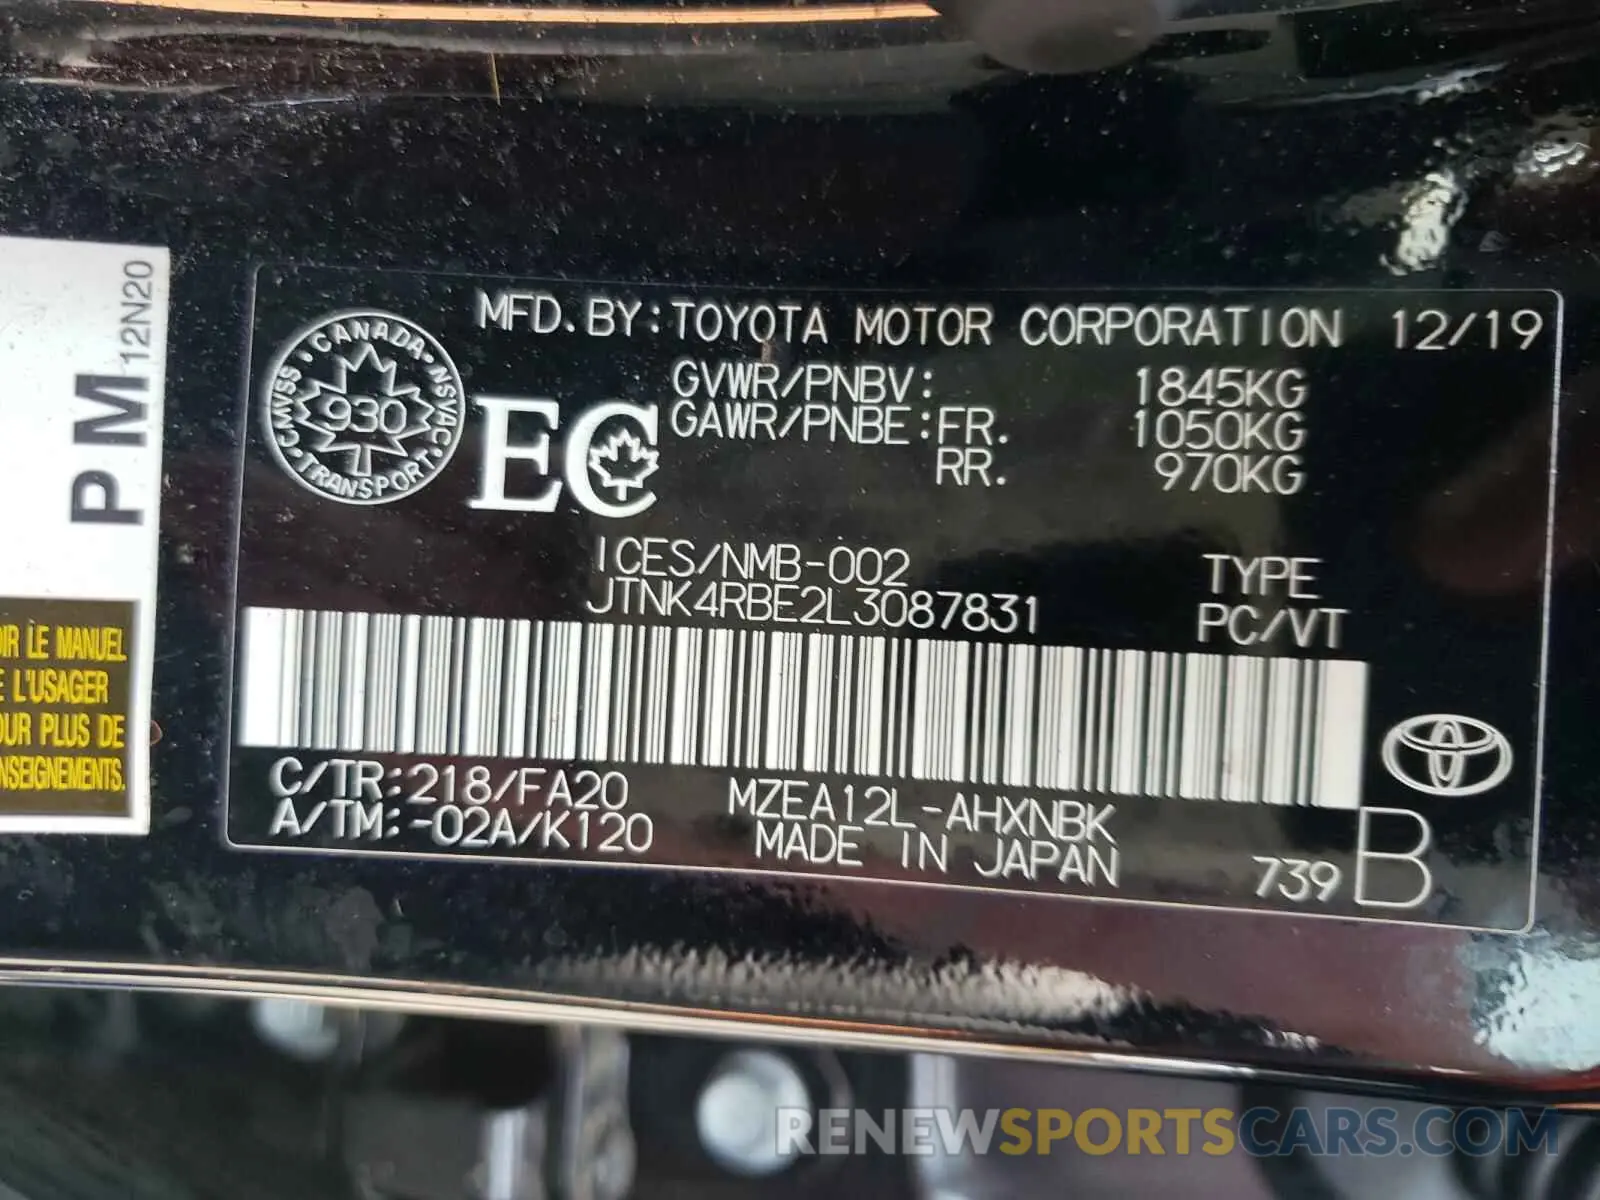 PM 12N20
OIR LE MANUEL
L'USAGER
OUR PLUS DE
NSEIGNEMENTS.
MFD. BY: TOYOTA MOTOR CORPORATION 12/19
CANADA · NSVAC · TRANSPORT · CMVSS
930
EC
GVWR/PNBV: 1845KG
GAWR/PNBE: FR. 1050KG
RR. 970KG
ICES/NMB-002
JTNK4RBE2L3087831
TYPE
PC/VT
C/TR: 218/FA20
A/TM: -02A/K120
MZEA12L-AHXNBK
MADE IN JAPAN
739 B
RENEWSPORTSCARS.COM